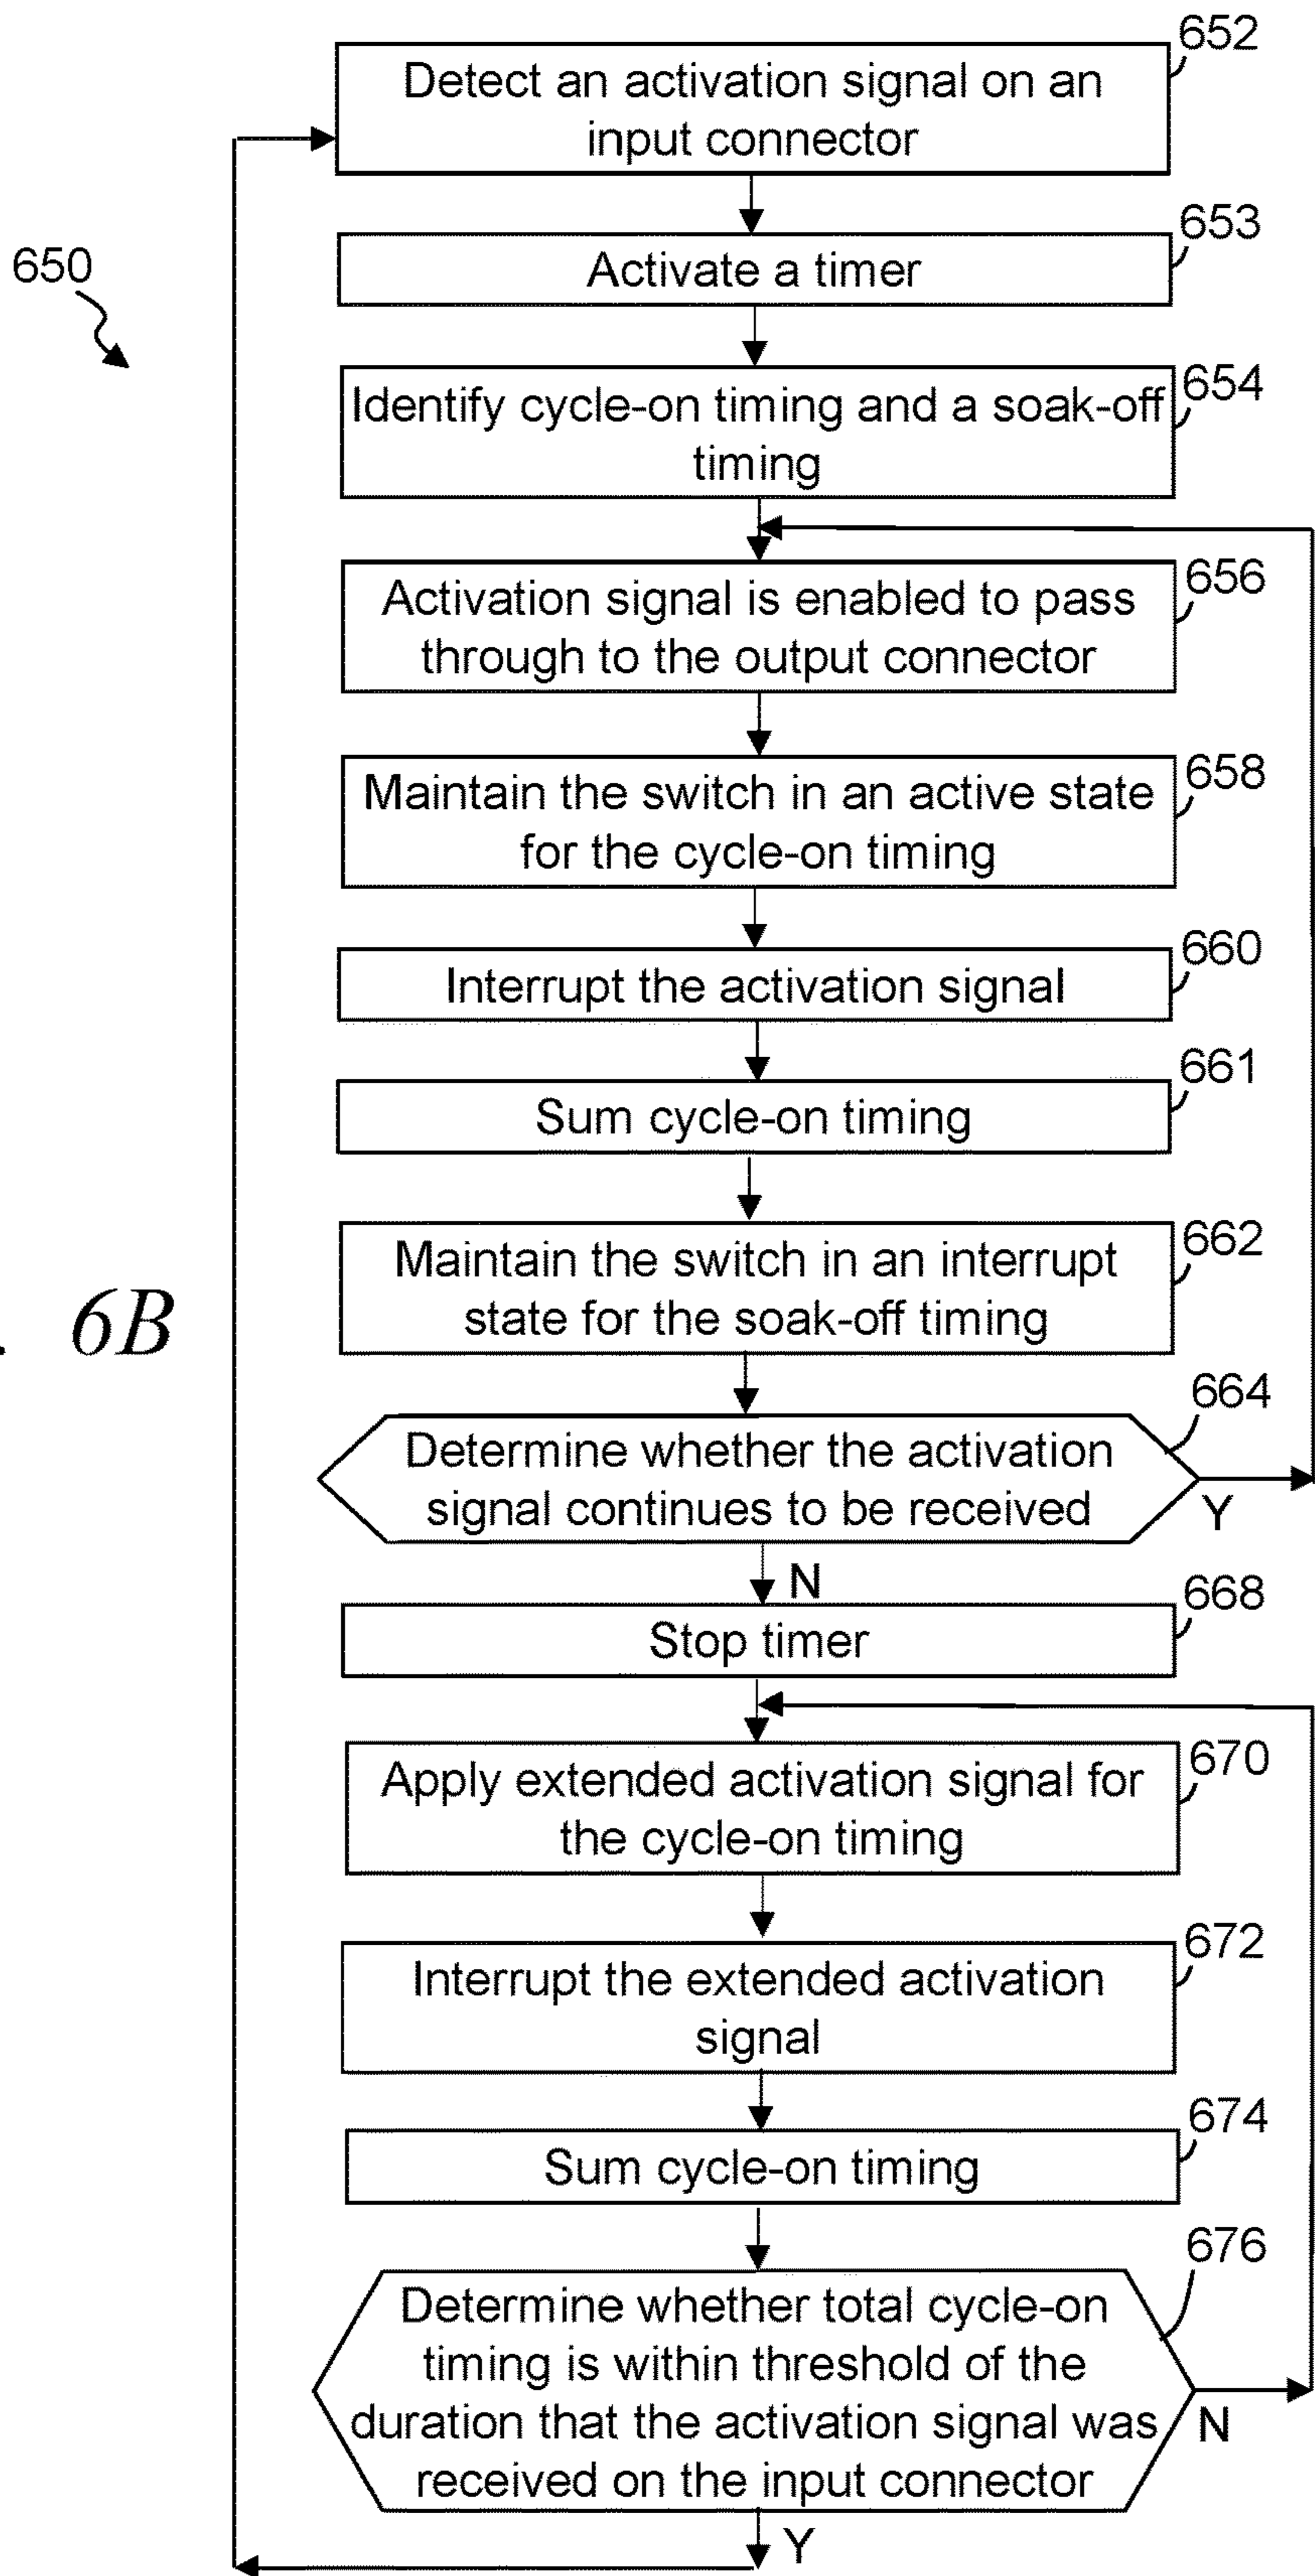 652
Detect an activation signal on an
input connector
653
Activate a timer
650
654
Identify cycle-on timing and a soak-off
timing
656
Activation signal is enabled to pass
through to the output connector
658
Maintain the switch in an active state
for the cycle-on timing
660
Interrupt the activation signal
661
Sum cycle-on timing
662
Maintain the switch in an interrupt
state for the soak-off timing
. 6B
664
Determine whether the activation
signal continues to be received
Y
N
668
Stop timer
670
Apply extended activation signal for
the cycle-on timing
672
Interrupt the extended activation
signal
674
Sum cycle-on timing
676
Determine whether total cycle-on
timing is within threshold of the
duration that the activation signal was
received on the input connector
N
Y